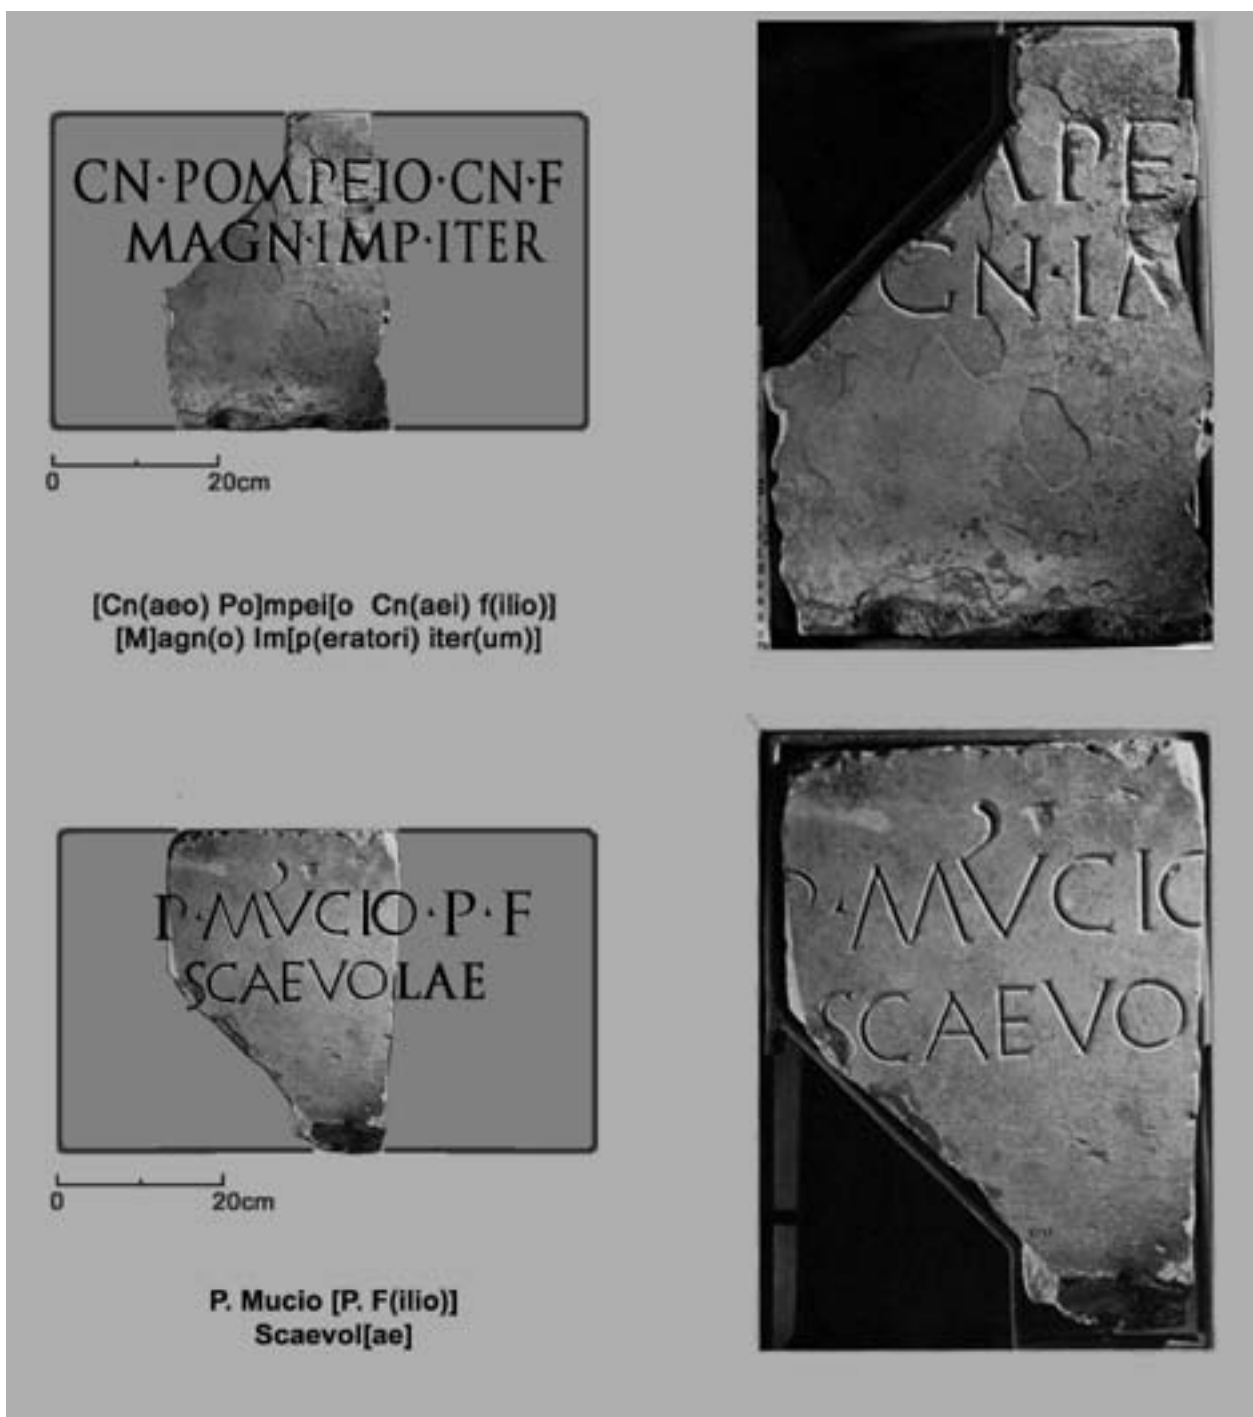 CN·POMPEIO·CN·F
MAGN·IMP·ITER
0 20cm
[Cn(aeo) Po]mpei[o Cn(aei) f(ilio)]
[M]agn(o) Im[p(eratori) iter(um)]
MPE
GN·IM
P·MVCIO·P·F
SCAEVOLAE
0 20cm
P. Mucio [P. F(ilio)]
Scaevol[ae]
P·MVCIO
SCAEVO